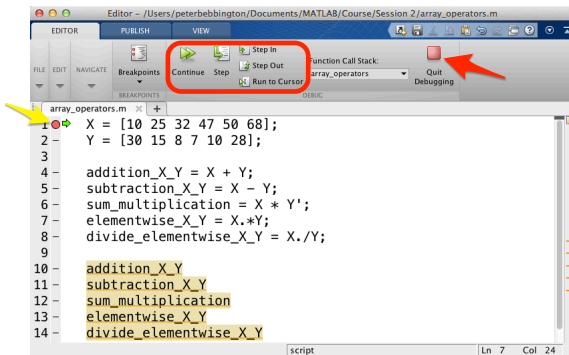 Editor - /Users/peterbebbington/Documents/MATLAB/Course/Session 2/array_operators.m
EDITOR PUBLISH VIEW
FILE EDIT NAVIGATE Breakpoints Continue Step Step In
Step Out
Run to Cursor
Function Call Stack:
array_operators
Quit Debugging
BREAKPOINTS DEBUG
array_operators.m × +
1 X = [10 25 32 47 50 68];
2 – Y = [30 15 8 7 10 28];
3
4 – addition_X_Y = X + Y;
5 – subtraction_X_Y = X - Y;
6 – sum_multiplication = X * Y';
7 – elementwise_X_Y = X.*Y;
8 – divide_elementwise_X_Y = X./Y;
9
10 – addition_X_Y
11 – subtraction_X_Y
12 – sum_multiplication
13 – elementwise_X_Y
14 – divide_elementwise_X_Y
script Ln 7 Col 24